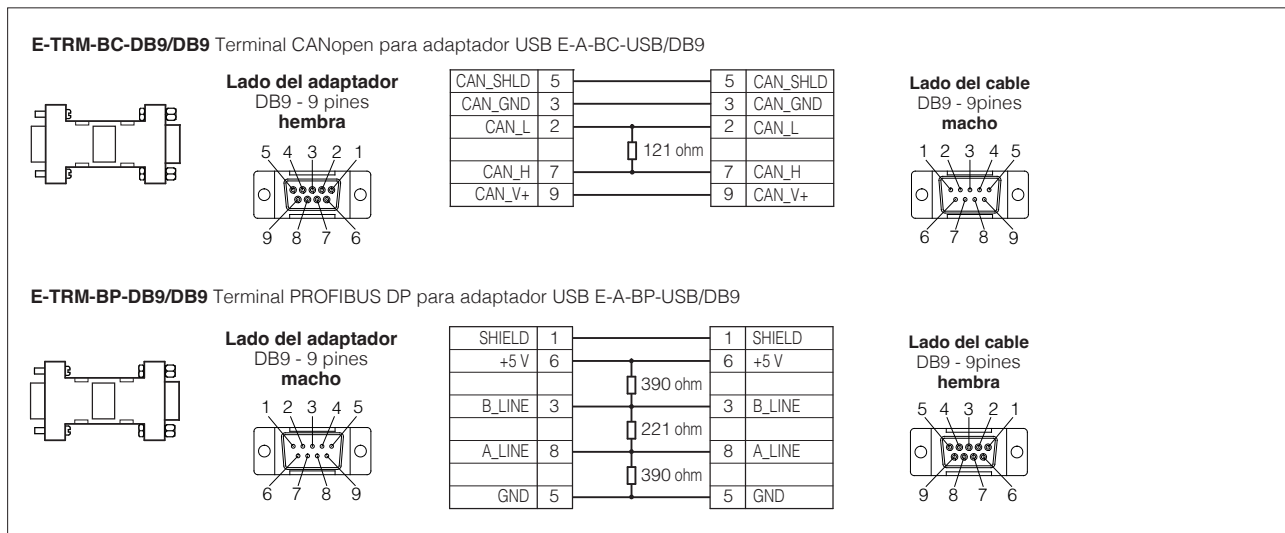 E-TRM-BC-DB9/DB9 Terminal CANopen para adaptador USB E-A-BC-USB/DB9
Lado del adaptador
DB9 - 9 pines
hembra
5 4 3 2 1
9 8 7 6
CAN_SHLD 5 5 CAN_SHLD
CAN_GND 3 3 CAN_GND
CAN_L 2 2 CAN_L
121 ohm
CAN_H 7 7 CAN_H
CAN_V+ 9 9 CAN_V+
Lado del cable
DB9 - 9pines
macho
1 2 3 4 5
6 7 8 9
E-TRM-BP-DB9/DB9 Terminal PROFIBUS DP para adaptador USB E-A-BP-USB/DB9
Lado del adaptador
DB9 - 9 pines
macho
1 2 3 4 5
6 7 8 9
SHIELD 1 1 SHIELD
+5 V 6 6 +5 V
390 ohm
B_LINE 3 3 B_LINE
221 ohm
A_LINE 8 8 A_LINE
390 ohm
GND 5 5 GND
Lado del cable
DB9 - 9pines
hembra
5 4 3 2 1
9 8 7 6